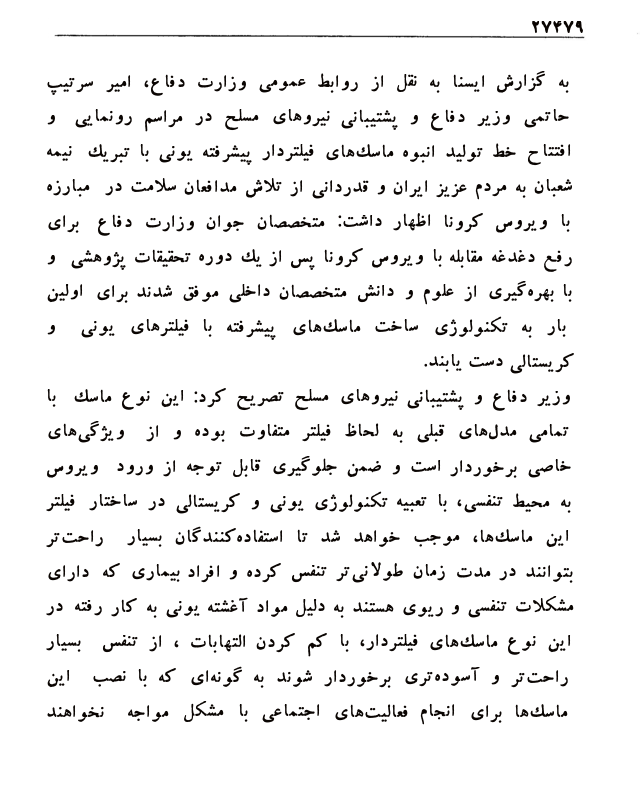 ۲۷۴۷۹
به گزارش ایسنا به نقل از روابط عمومی وزارت دفاع، امیر سرتیپ
حاتمی وزیر دفاع و پشتیبانی نیروهای مسلح در مراسم رونمایی و
افتتاح خط تولید انبوه ماسك‌های فیلتردار پیشرفته یونی با تبریك نیمه
شعبان به مردم عزیز ایران و قدردانی از تلاش مدافعان سلامت در مبارزه
با ویروس کرونا اظهار داشت: متخصصان جوان وزارت دفاع برای
رفع دغدغه مقابله با ویروس کرونا پس از یك دوره تحقیقات پژوهشی و
با بهره‌گیری از علوم و دانش متخصصان داخلی موفق شدند برای اولین
بار به تکنولوژی ساخت ماسك‌های پیشرفته با فیلترهای یونی و
کریستالی دست یابند.
وزیر دفاع و پشتیبانی نیروهای مسلح تصریح کرد: این نوع ماسك با
تمامی مدل‌های قبلی به لحاظ فیلتر متفاوت بوده و از ویژگی‌های
خاصی برخوردار است و ضمن جلوگیری قابل توجه از ورود ویروس
به محیط تنفسی، با تعبیه تکنولوژی یونی و کریستالی در ساختار فیلتر
این ماسك‌ها، موجب خواهد شد تا استفاده‌کنندگان بسیار راحت‌تر
بتوانند در مدت زمان طولانی‌تر تنفس کرده و افراد بیماری که دارای
مشکلات تنفسی و ریوی هستند به دلیل مواد آغشته یونی به کار رفته در
این نوع ماسك‌های فیلتردار، با کم کردن التهابات ، از تنفس بسیار
راحت‌تر و آسوده‌تری برخوردار شوند به گونه‌ای که با نصب این
ماسك‌ها برای انجام فعالیت‌های اجتماعی با مشکل مواجه نخواهند